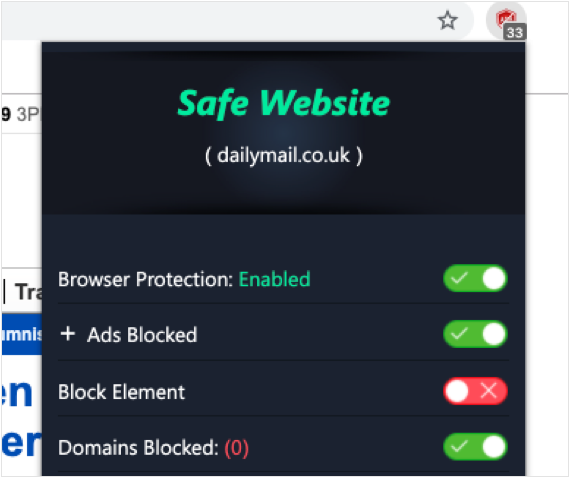 33
Safe Website
( dailymail.co.uk )
9 3P
Browser Protection: Enabled
Tra
+ Ads Blocked
umnis
Block Element
en
Domains Blocked: (0)
er